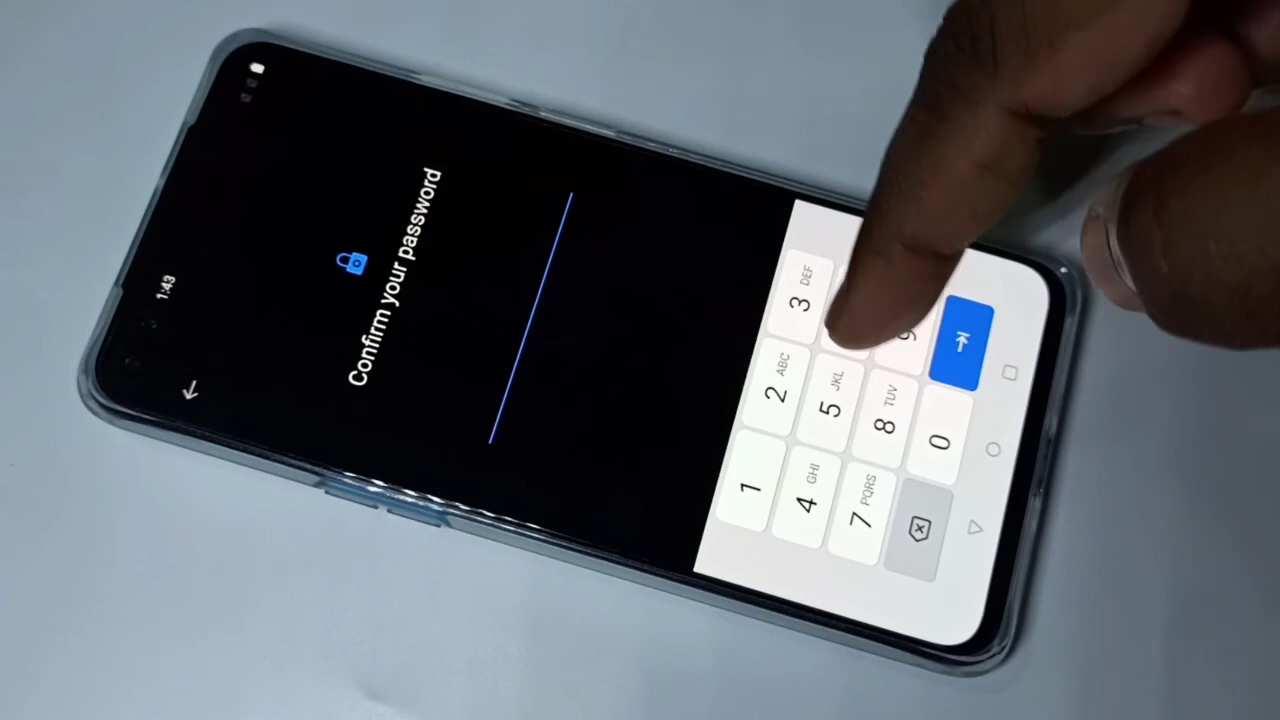 1:43
Confirm your password
1
2 ABC
3 DEF
4 GHI
5 JKL
7 PQRS
8 TUV
9
0